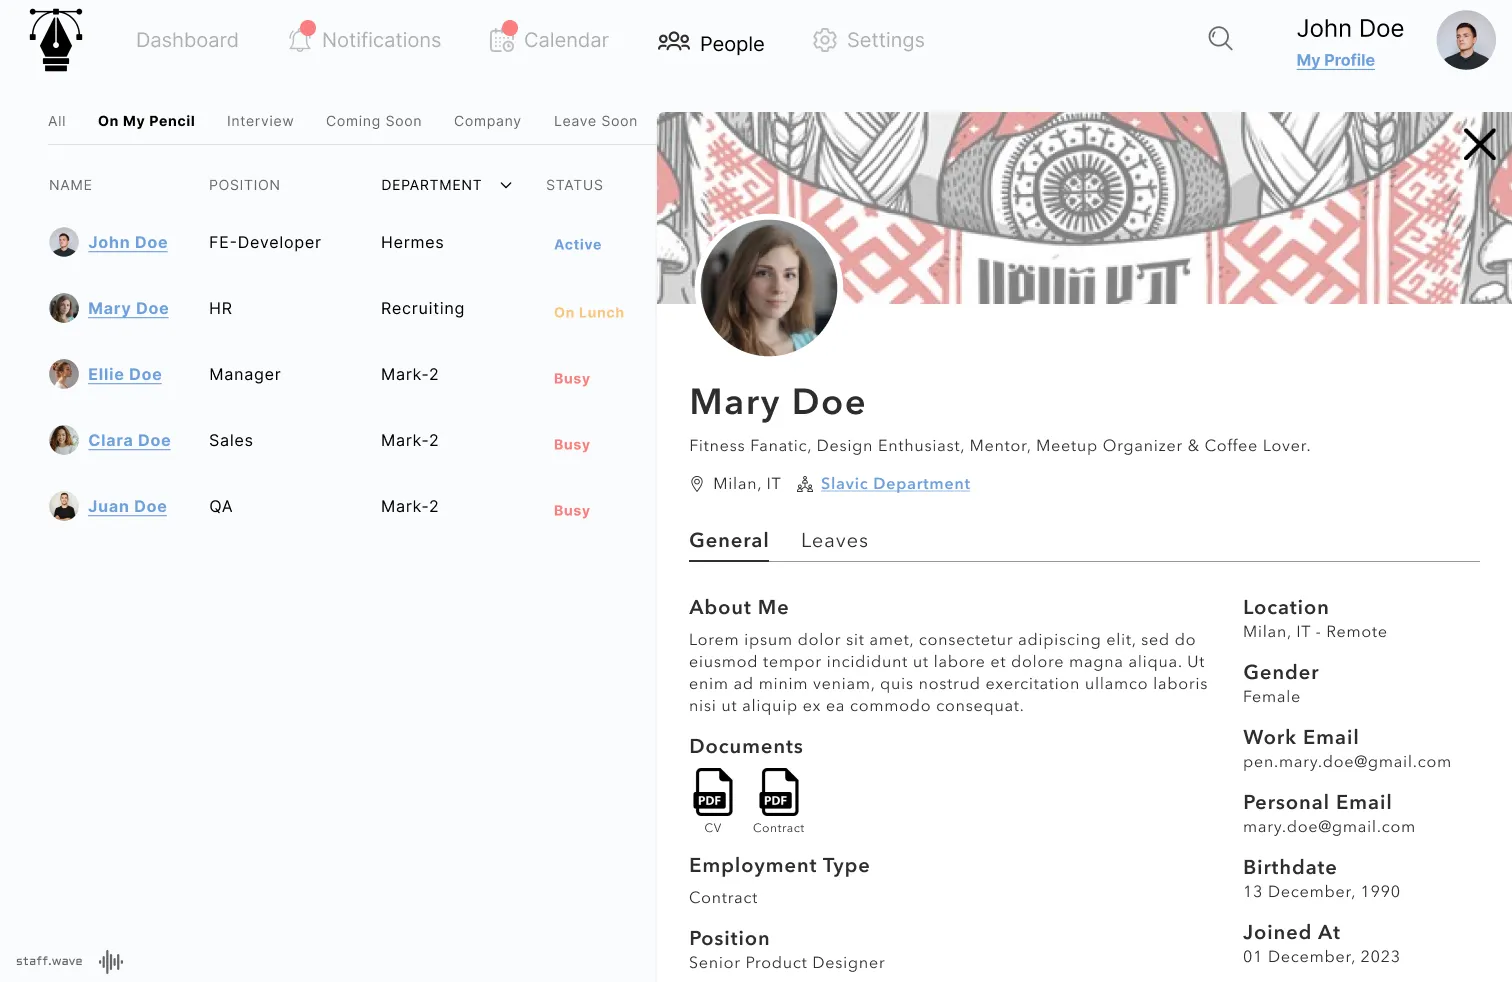 Dashboard
Notifications
Calendar
People
Settings
John Doe
My Profile
All
On My Pencil
Interview
Coming Soon
Company
Leave Soon
NAME
POSITION
DEPARTMENT
STATUS
John Doe
FE-Developer
Hermes
Active
Mary Doe
HR
Recruiting
On Lunch
Ellie Doe
Manager
Mark-2
Busy
Clara Doe
Sales
Mark-2
Busy
Juan Doe
QA
Mark-2
Busy
staff.wave
Mary Doe
Fitness Fanatic, Design Enthusiast, Mentor, Meetup Organizer & Coffee Lover.
Milan, IT
Slavic Department
General
Leaves
About Me
Lorem ipsum dolor sit amet, consectetur adipiscing elit, sed do
eiusmod tempor incididunt ut labore et dolore magna aliqua. Ut
enim ad minim veniam, quis nostrud exercitation ullamco laboris
nisi ut aliquip ex ea commodo consequat.
Documents
PDF
CV
PDF
Contract
Employment Type
Contract
Position
Senior Product Designer
Location
Milan, IT - Remote
Gender
Female
Work Email
pen.mary.doe@gmail.com
Personal Email
mary.doe@gmail.com
Birthdate
13 December, 1990
Joined At
01 December, 2023